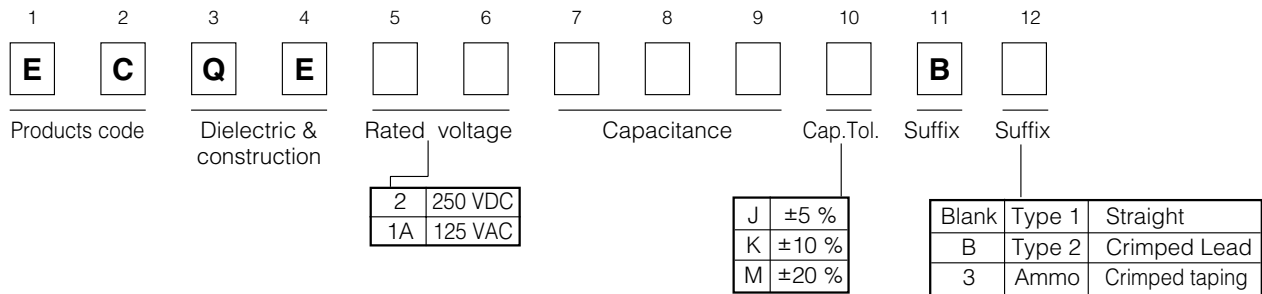 1 2 3 4 5 6 7 8 9 10 11 12
E C Q E B
Products code Dielectric & Rated voltage Capacitance Cap.Tol. Suffix Suffix
construction
2 250 VDC
1A 125 VAC
J ±5 %
K ±10 %
M ±20 %
Blank Type 1 Straight
B Type 2 Crimped Lead
3 Ammo Crimped taping